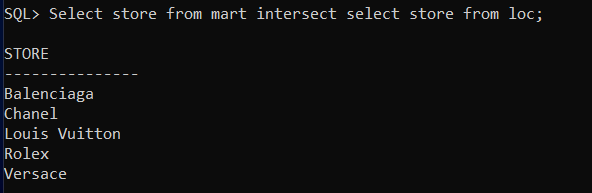 SQL> Select store from mart intersect select store from loc;
STORE
---------------
Balenciaga
Chanel
Louis Vuitton
Rolex
Versace